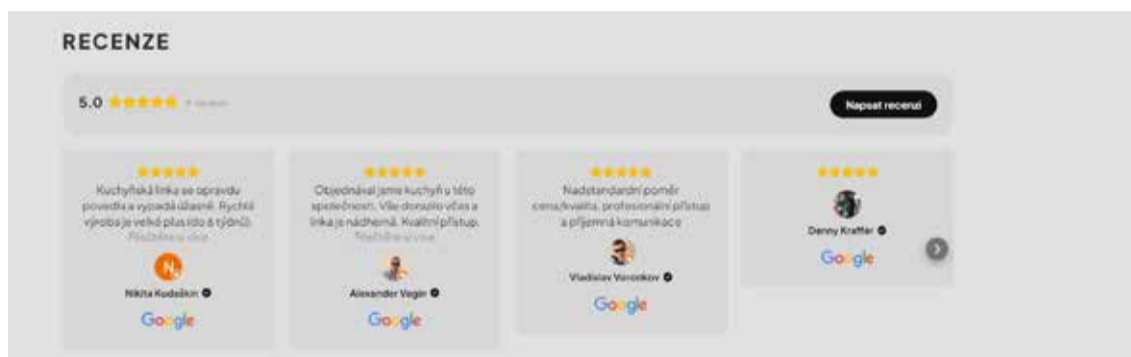 RECENZE
5.0
Napsat recenzi
Kuchyňská linka se opravdu
povedla a vypadá úžasně. Rychlá
výroba je velké plus (do 6 týdnů).
Přečtěte si více
Nikita Kudaškin
Google
Objednával jsme kuchyň u této
společnosti. Vše dorazilo včas a
linka je nádherná. Kvalitní přístup.
Přečtěte si více
Alexander Vagin
Google
Nadstandardní poměr
cena/kvalita, profesionální přístup
a příjemná komunikace
Vladislav Voronkov
Google
Denny Kraffer
Google